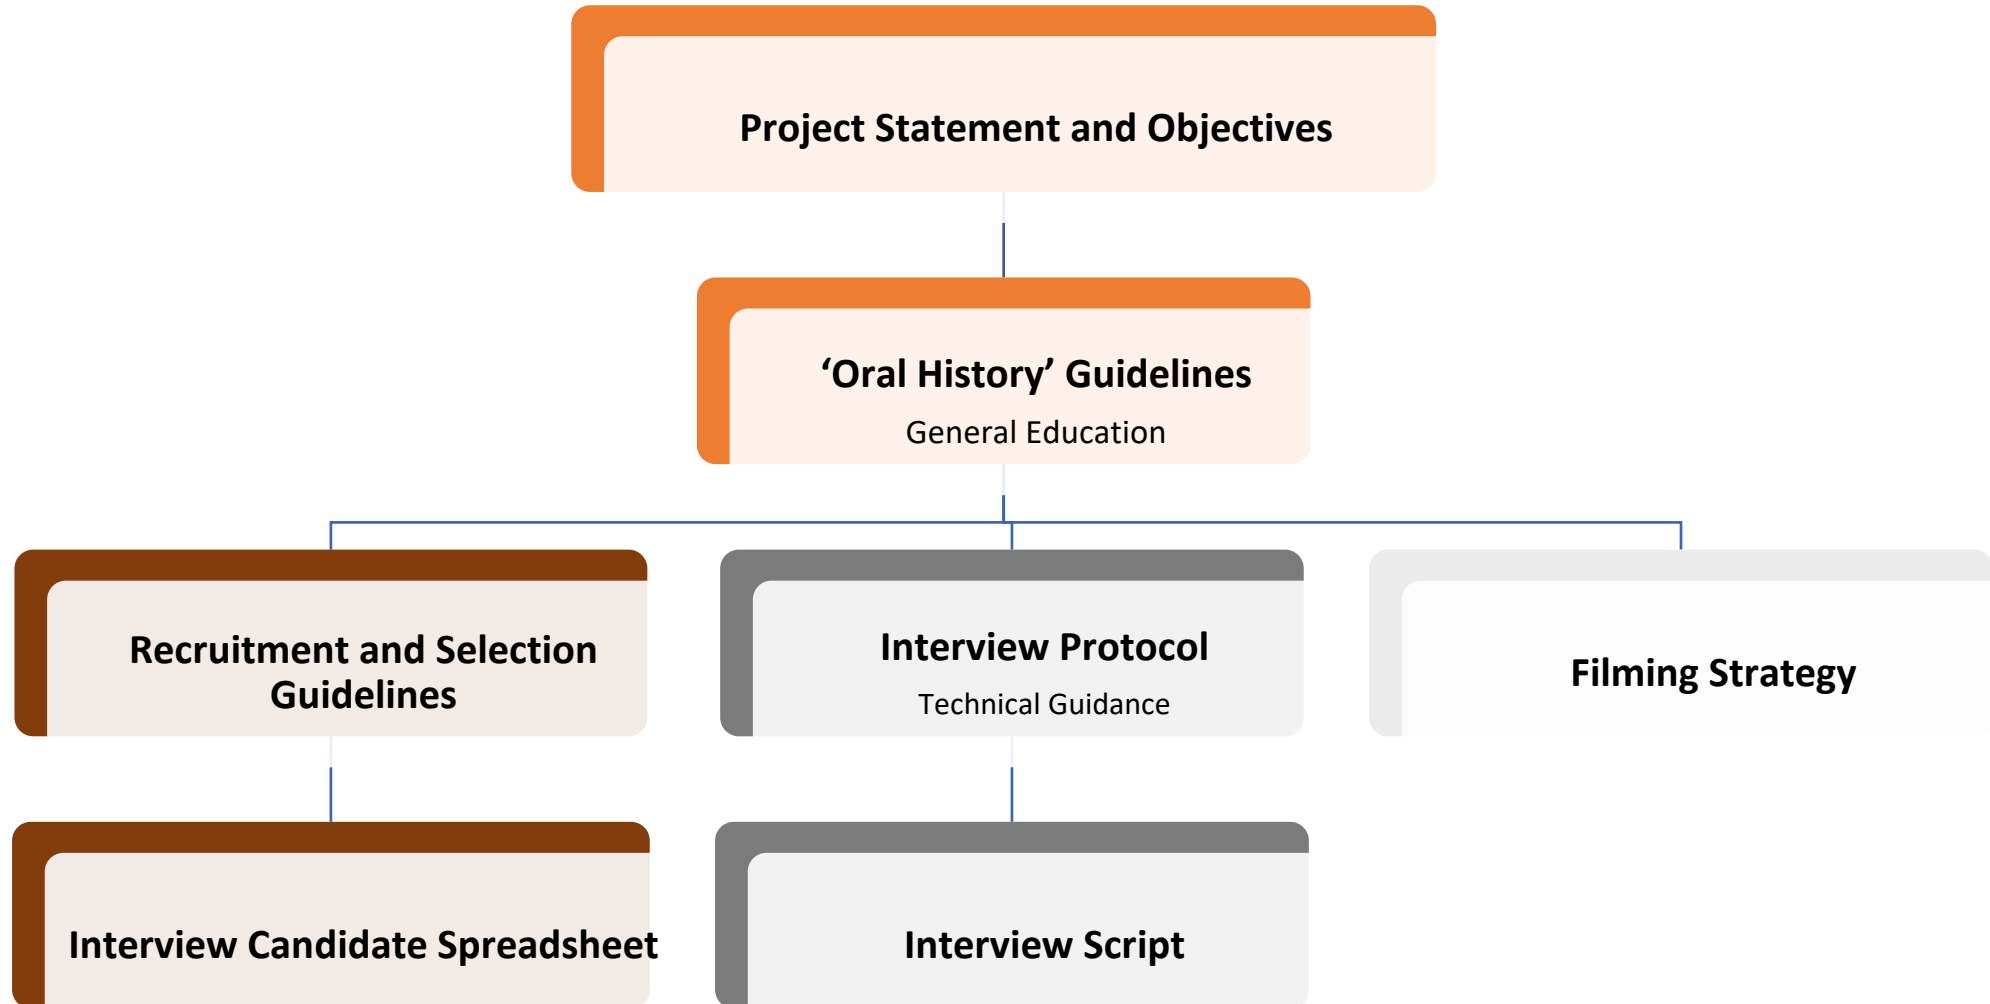 Project Statement and Objectives
‘Oral History’ Guidelines
General Education
Recruitment and Selection
Guidelines
Interview Protocol
Technical Guidance
Filming Strategy
Interview Candidate Spreadsheet
Interview Script